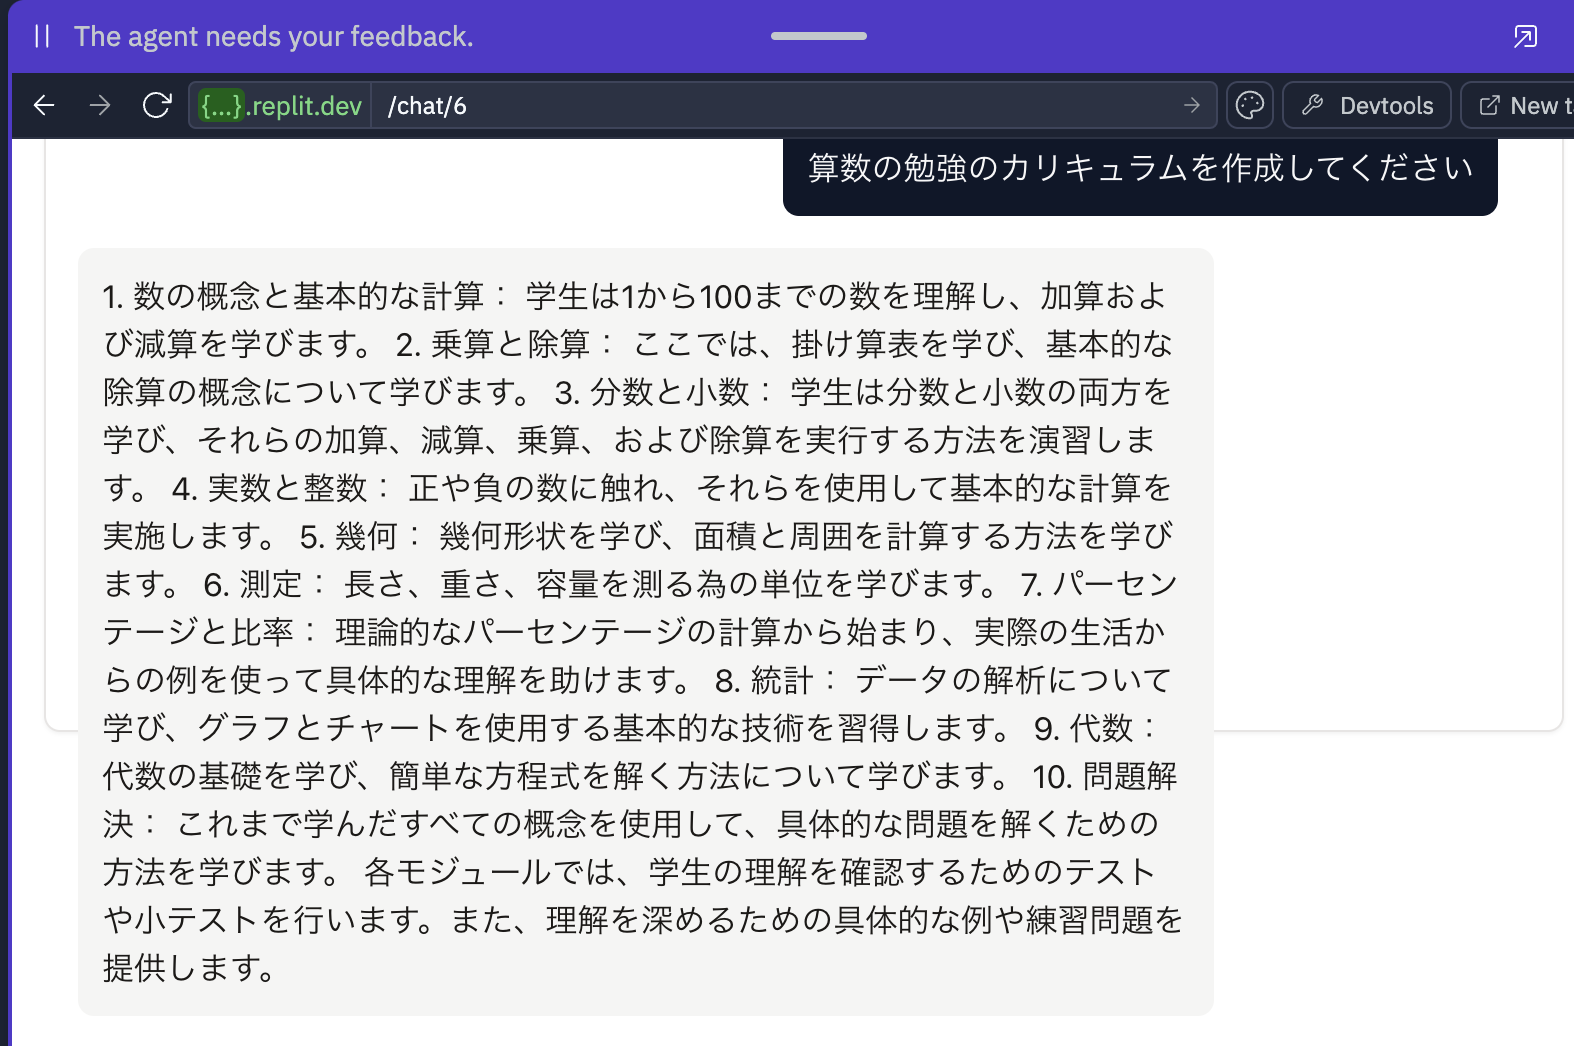 The agent needs your feedback.
{...}.replit.dev /chat/6 Devtools New t
算数の勉強のカリキュラムを作成してください
1. 数の概念と基本的な計算： 学生は1から100までの数を理解し、加算およ
び減算を学びます。 2. 乗算と除算： ここでは、掛け算表を学び、基本的な
除算の概念について学びます。 3. 分数と小数： 学生は分数と小数の両方を
学び、それらの加算、減算、乗算、および除算を実行する方法を演習しま
す。 4. 実数と整数： 正や負の数に触れ、それらを使用して基本的な計算を
実施します。 5. 幾何： 幾何形状を学び、面積と周囲を計算する方法を学び
ます。 6. 測定： 長さ、重さ、容量を測る為の単位を学びます。 7. パーセン
テージと比率： 理論的なパーセンテージの計算から始まり、実際の生活か
らの例を使って具体的な理解を助けます。 8. 統計： データの解析について
学び、グラフとチャートを使用する基本的な技術を習得します。 9. 代数：
代数の基礎を学び、簡単な方程式を解く方法について学びます。 10. 問題解
決： これまで学んだすべての概念を使用して、具体的な問題を解くための
方法を学びます。 各モジュールでは、学生の理解を確認するためのテスト
や小テストを行います。また、理解を深めるための具体的な例や練習問題を
提供します。